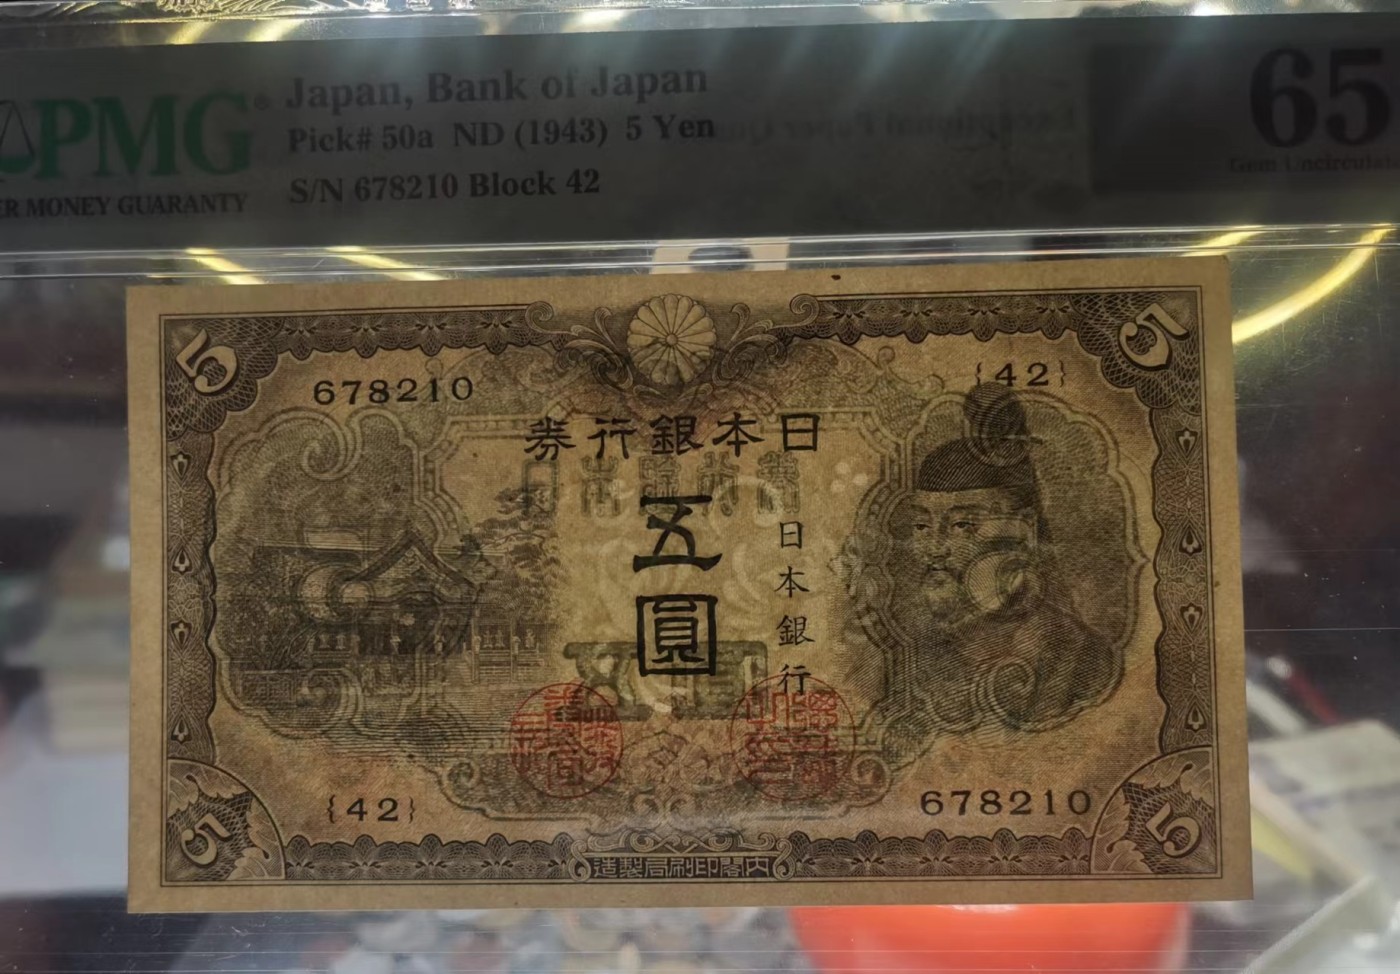 PMG®
ER MONEY GUARANTY
Japan, Bank of Japan
Pick# 50a ND (1943) 5 Yen
S/N 678210 Block 42
65
Gem Uncirculate
5
5
678210
{42}
日本銀行券
五圓
日本銀行
{42}
678210
5
5
内閣印刷局製造